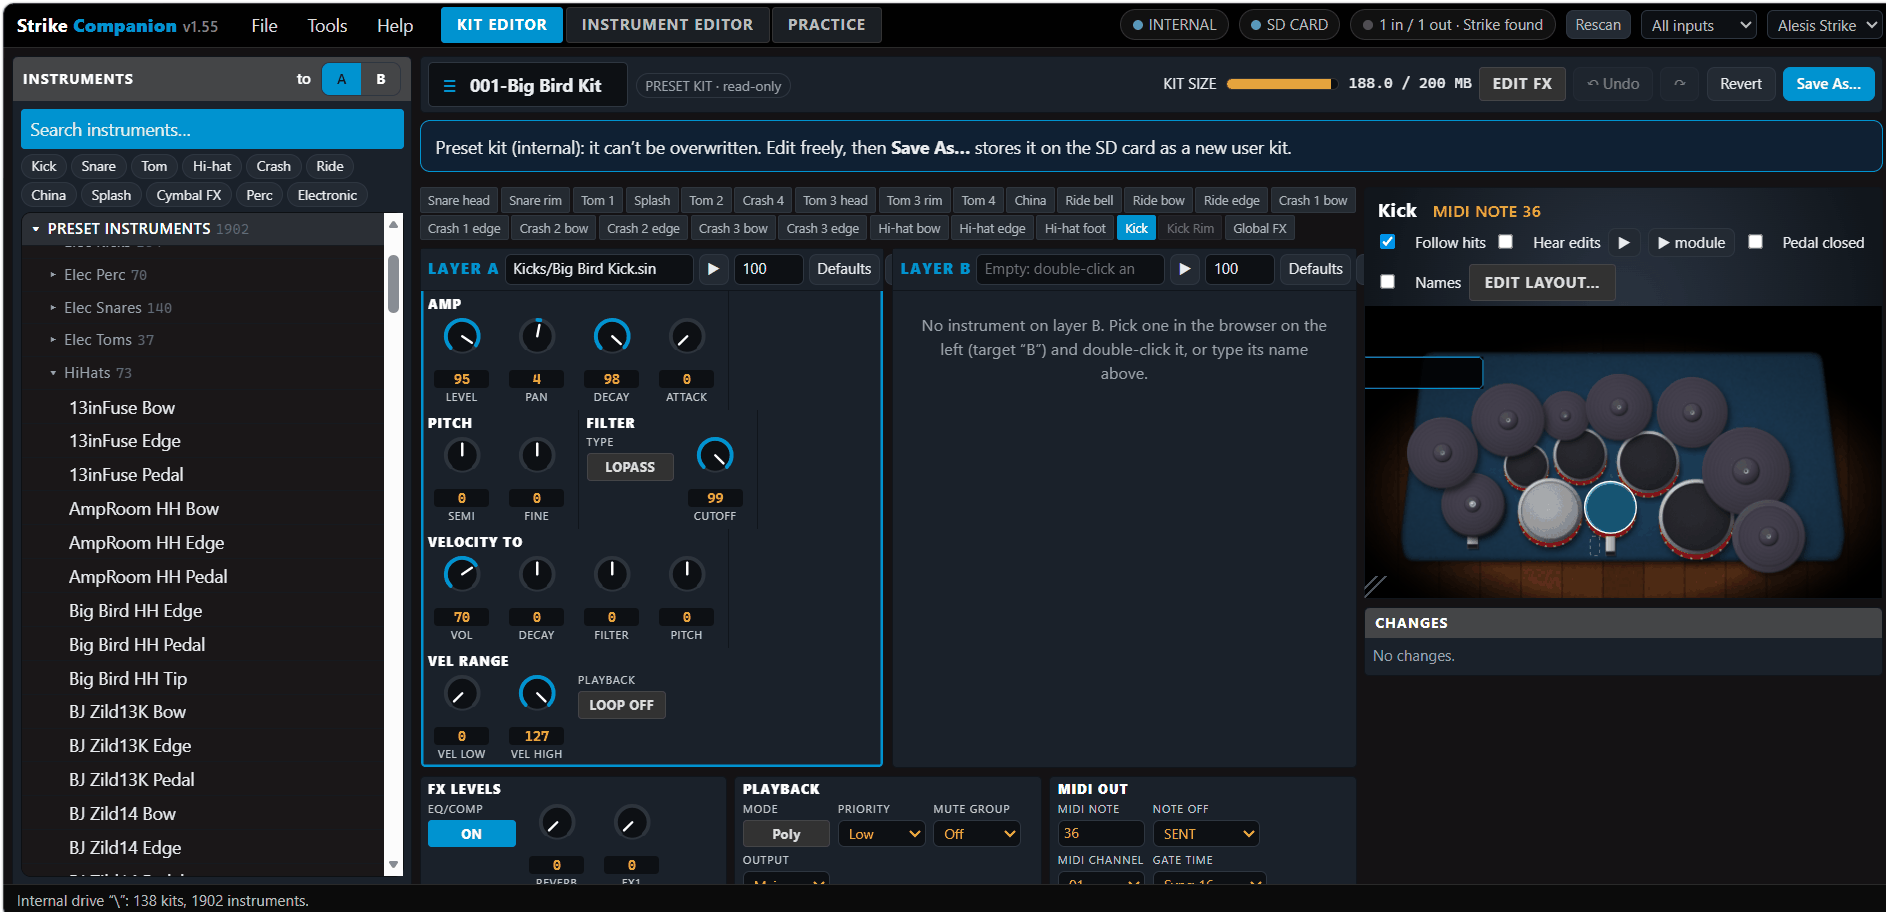 Strike Companion v1.55 File Tools Help KIT EDITOR INSTRUMENT EDITOR PRACTICE INTERNAL SD CARD 1 in / 1 out · Strike found Rescan All inputs Alesis Strike
INSTRUMENTS to A B
Search instruments...
Kick Snare Tom Hi-hat Crash Ride
China Splash Cymbal FX Perc Electronic
PRESET INSTRUMENTS 1902
Elec Perc 70
Elec Snares 140
Elec Toms 37
HiHats 73
13inFuse Bow
13inFuse Edge
13inFuse Pedal
AmpRoom HH Bow
AmpRoom HH Edge
AmpRoom HH Pedal
Big Bird HH Edge
Big Bird HH Pedal
Big Bird HH Tip
BJ Zild13K Bow
BJ Zild13K Edge
BJ Zild13K Pedal
BJ Zild14 Bow
BJ Zild14 Edge
001-Big Bird Kit PRESET KIT · read-only KIT SIZE 188.0 / 200 MB EDIT FX Undo Revert Save As...
Preset kit (internal): it can't be overwritten. Edit freely, then Save As... stores it on the SD card as a new user kit.
Snare head Snare rim Tom 1 Splash Tom 2 Crash 4 Tom 3 head Tom 3 rim Tom 4 China Ride bell Ride bow Ride edge Crash 1 bow
Crash 1 edge Crash 2 bow Crash 2 edge Crash 3 bow Crash 3 edge Hi-hat bow Hi-hat edge Hi-hat foot Kick Kick Rim Global FX
LAYER A Kicks/Big Bird Kick.sin 100 Defaults
AMP
95 4 98 0
LEVEL PAN DECAY ATTACK
PITCH FILTER
TYPE
LOPASS
0 0 99
SEMI FINE CUTOFF
VELOCITY TO
70 0 0 0
VOL DECAY FILTER PITCH
VEL RANGE
PLAYBACK
LOOP OFF
0 127
VEL LOW VEL HIGH
LAYER B Empty: double-click an 100 Defaults
No instrument on layer B. Pick one in the browser on the
left (target “B”) and double-click it, or type its name
above.
FX LEVELS
EQ/COMP
ON
0 0
REVERB FX1
PLAYBACK
MODE PRIORITY MUTE GROUP
Poly Low Off
OUTPUT
MIDI OUT
MIDI NOTE NOTE OFF
36 SENT
MIDI CHANNEL GATE TIME
Kick MIDI NOTE 36
Follow hits Hear edits module Pedal closed
Names EDIT LAYOUT...
CHANGES
No changes.
Internal drive “\”: 138 kits, 1902 instruments.